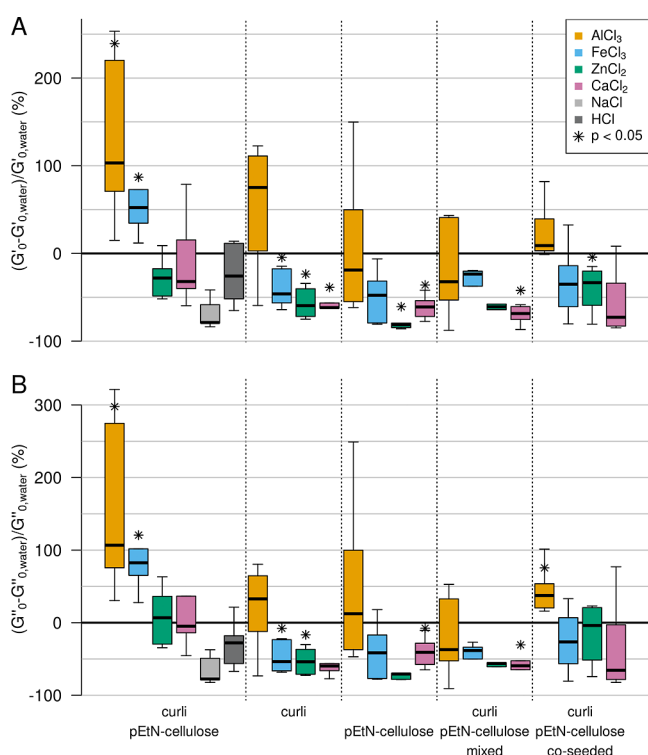 A
AlCl₃
FeCl₃
ZnCl₂
CaCl₂
NaCl
HCl
* p < 0.05
(G'₀-G'₀,water)/G'₀,water (%)
200
100
0
-100
* * * * * * * * *
B
(G''₀-G''₀,water)/G''₀,water (%)
300
200
100
0
-100
* * * * * * *
curli curli curli curli
pEtN-cellulose pEtN-cellulose pEtN-cellulose pEtN-cellulose
mixed co-seeded